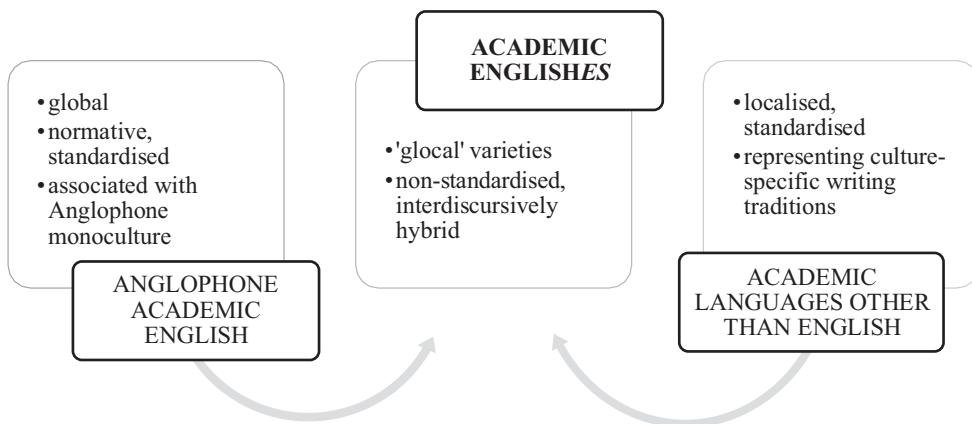 •global
•normative,
standardised
•associated with
Anglophone
monoculture
ANGLOPHONE
ACADEMIC
ENGLISH
ACADEMIC
ENGLISHES
•'glocal' varieties
•non-standardised,
interdiscursively
hybrid
•localised,
standardised
•representing culture-
specific writing
traditions
ACADEMIC
LANGUAGES OTHER
THAN ENGLISH